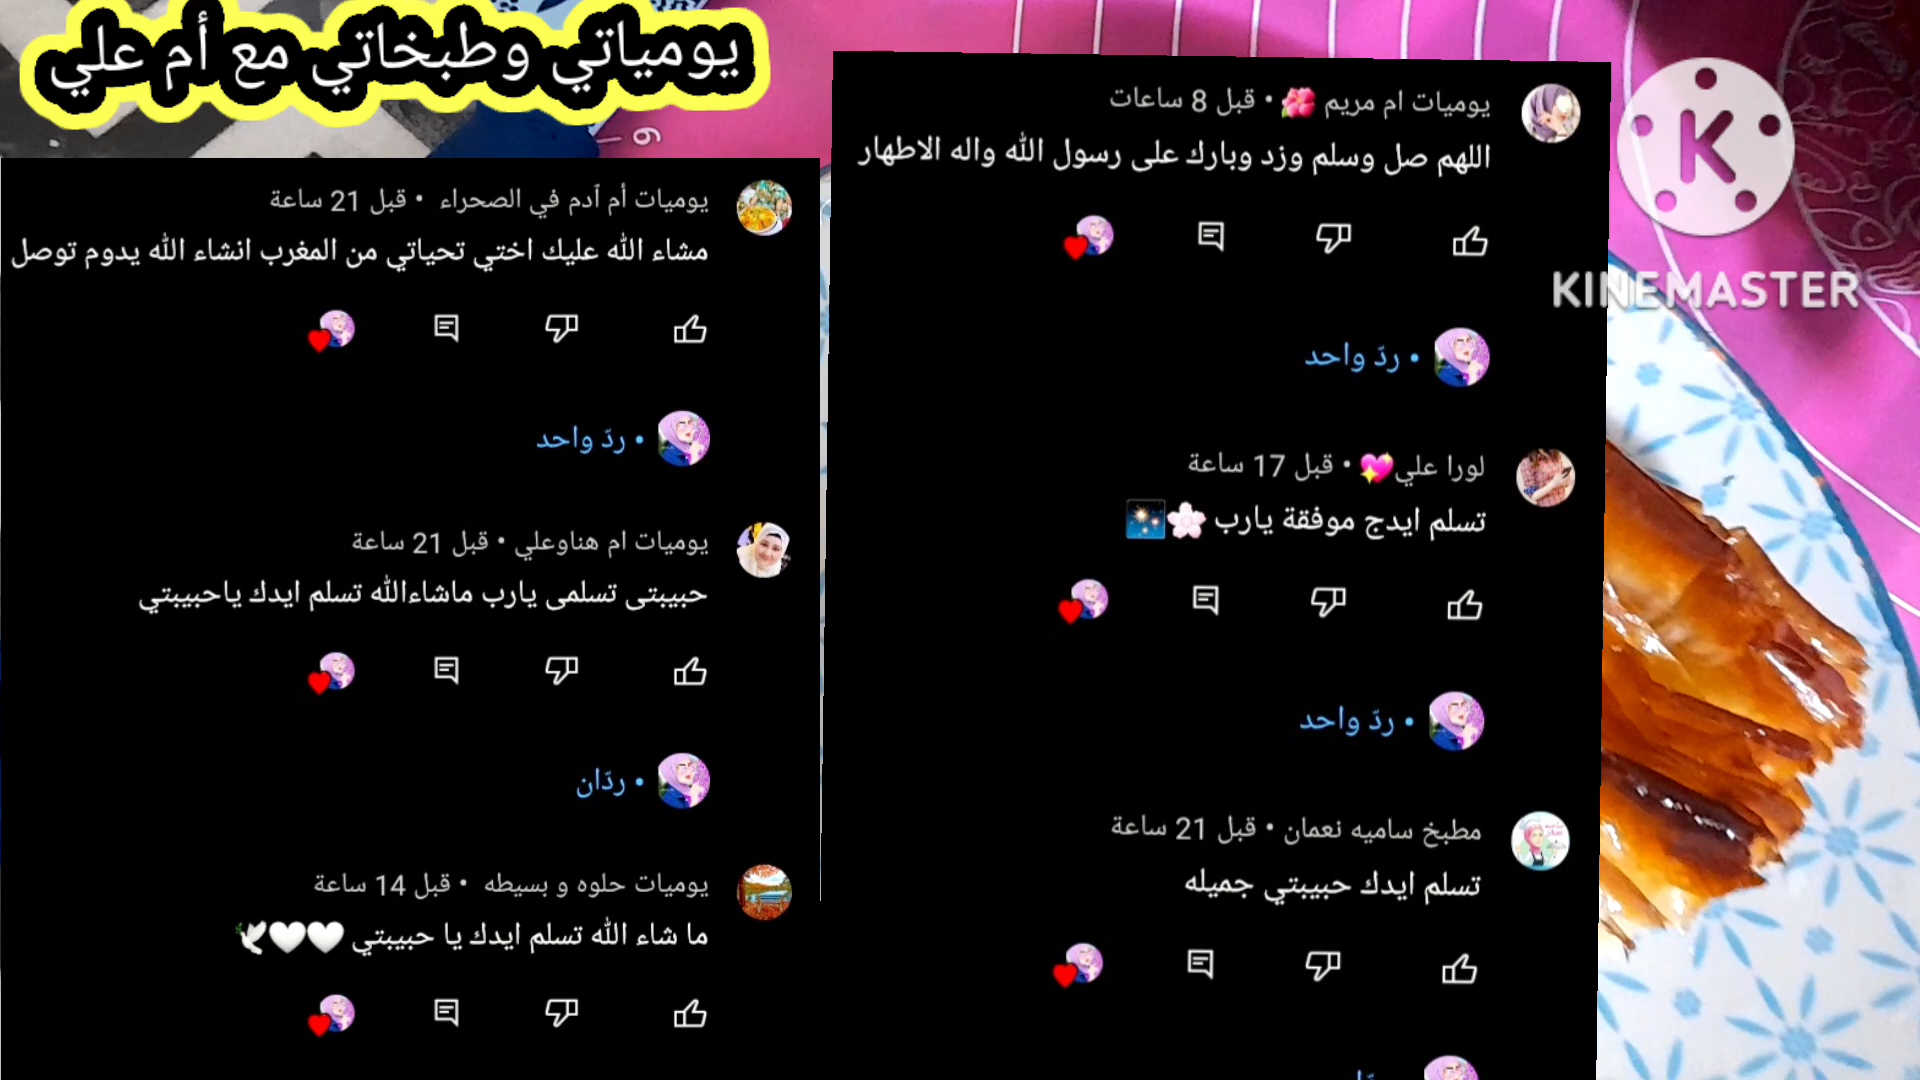 يومياتي وطبخاتي مع أم علي
يوميات ام مريم 🌺 • قبل 8 ساعات
اللهم صل وسلم وزد وبارك على رسول الله واله الاطهار
ردّ واحد •
لورا علي💖 • قبل 17 ساعة
تسلم ايدج موفقة يارب 🌸🎇
ردّ واحد •
مطبخ ساميه نعمان • قبل 21 ساعة
تسلم ايدك حبيبتي جميله
يوميات أم آدم في الصحراء • قبل 21 ساعة
مشاء الله عليك اختي تحياتي من المغرب انشاء الله يدوم توصل
ردّ واحد •
يوميات ام هناوعلي • قبل 21 ساعة
حبيبتى تسلمى يارب ماشاءالله تسلم ايدك ياحبيبتي
ردّان •
يوميات حلوه و بسيطه • قبل 14 ساعة
ما شاء الله تسلم ايدك يا حبيبتي 🤍🤍🕊
K
KINEMASTER
6